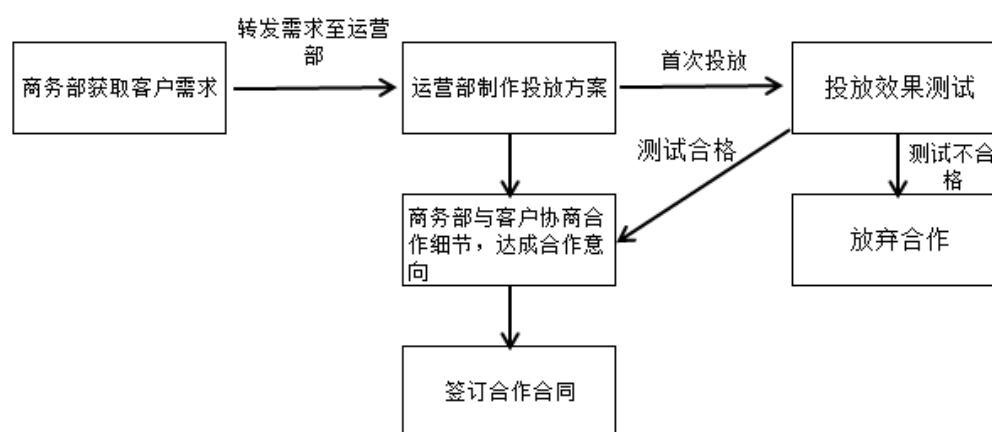 转发需求至运营
部
商务部获取客户需求
运营部制作投放方案
首次投放
投放效果测试
测试合格
测试不合
格
商务部与客户协商合
作细节，达成合作意
向
放弃合作
签订合作合同